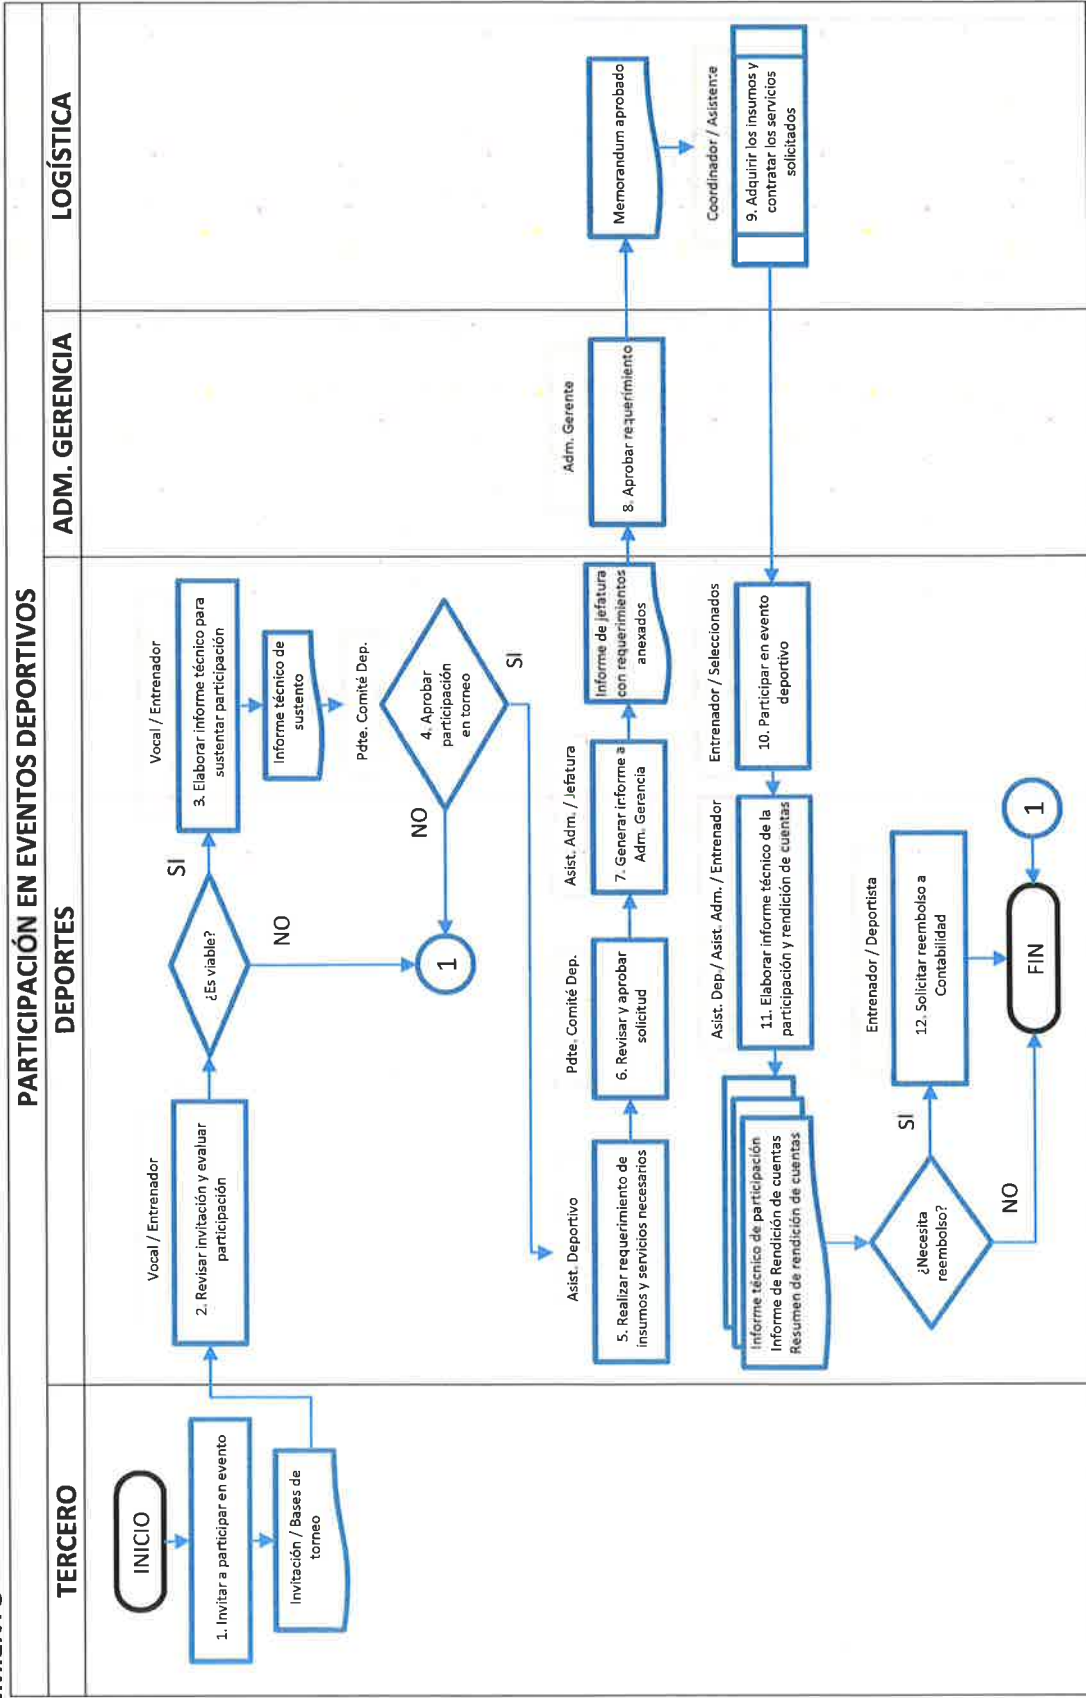 PARTICIPACIÓN EN EVENTOS DEPORTIVOS
TERCERO
DEPORTES
ADM. GERENCIA
LOGÍSTICA
INICIO
1. Invitar a participar en evento
Invitación / Bases de
torneo
Vocal / Entrenador
2. Revisar invitación y evaluar
participación
¿Es viable?
SI
NO
Vocal / Entrenador
3. Elaborar informe técnico para
sustentar participación
Informe técnico de
sustento
Pdte. Comité Dep.
4. Aprobar
participación
en torneo
NO
SI
1
Asist. Deportivo
5. Realizar requerimiento de
insumos y servicios necesarios
Pdte. Comité Dep.
6. Revisar y aprobar
solicitud
Asist. Adm. / Jefatura
7. Generar informe a
Adm. Gerencia
Informe de jefatura
con requerimientos
anexados
Adm. Gerente
8. Aprobar requerimiento
Memorandum aprobado
Coordinador / Asistente
9. Adquirir los insumos y
contratar los servicios
solicitados
Entrenador / Seleccionados
10. Participar en evento
deportivo
Asist. Dep./ Asist. Adm. / Entrenador
11. Elaborar informe técnico de la
participación y rendición de cuentas
Informe técnico de participación
Informe de Rendición de cuentas
Resumen de rendición de cuentas
¿Necesita
reembolso?
SI
NO
Entrenador / Deportista
12. Solicitar reembolso a
Contabilidad
FIN
1